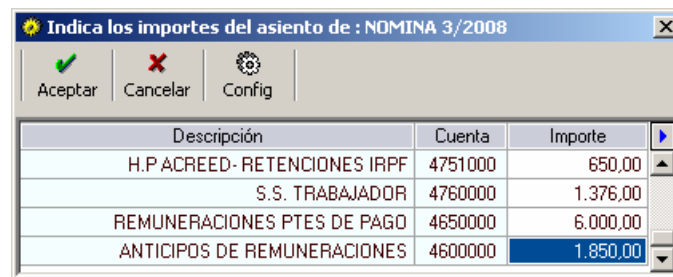 Indica los importes del asiento de : NOMINA 3/2008
Aceptar Cancelar Config
Descripción Cuenta Importe
H.P ACREED- RETENCIONES IRPF 4751000 650,00
S.S. TRABAJADOR 4760000 1.376,00
REMUNERACIONES PTES DE PAGO 4650000 6.000,00
ANTICIPOS DE REMUNERACIONES 4600000 1.850,00